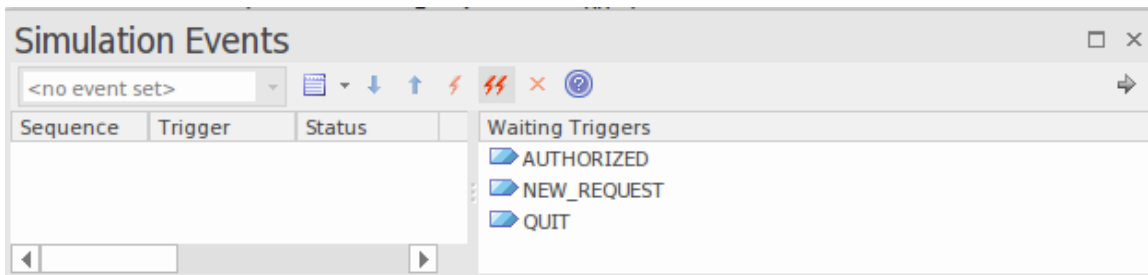 Simulation Events
<no event set>
Sequence Trigger Status Waiting Triggers
AUTHORIZED
NEW_REQUEST
QUIT